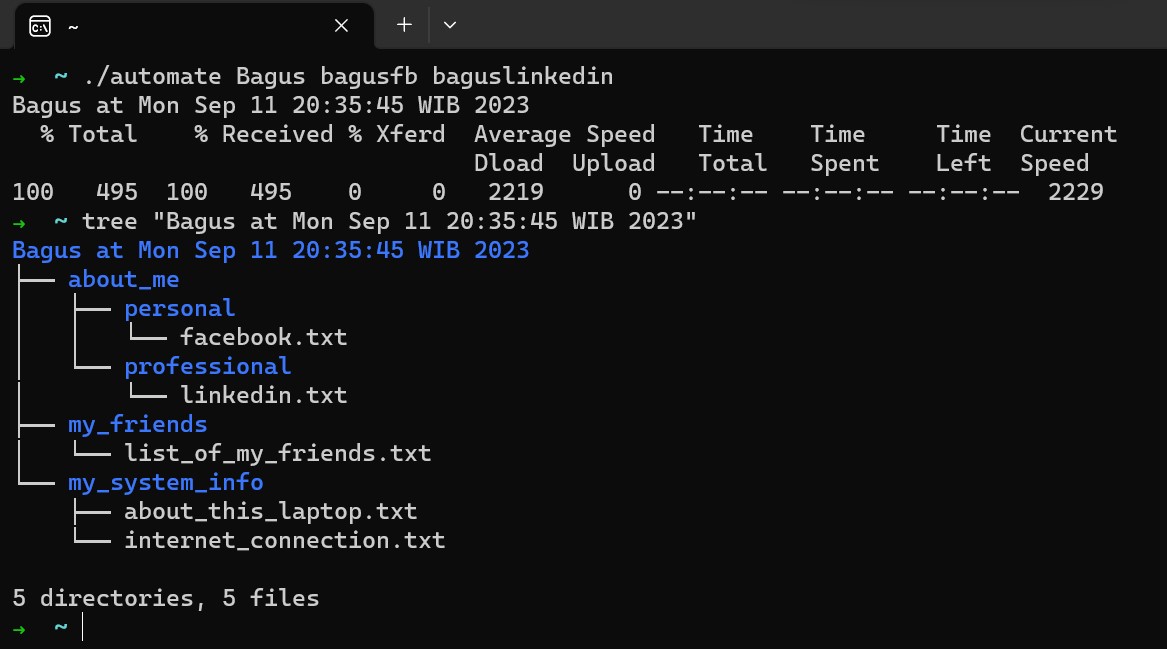 C:\ ~
→ ~ ./automate Bagus bagusfb baguslinkedin
Bagus at Mon Sep 11 20:35:45 WIB 2023
  % Total    % Received % Xferd  Average Speed   Time    Time     Time  Current
                                 Dload  Upload   Total   Spent    Left  Speed
100   495  100   495    0     0   2219      0 --:--:-- --:--:-- --:--:--  2229
→ ~ tree "Bagus at Mon Sep 11 20:35:45 WIB 2023"
Bagus at Mon Sep 11 20:35:45 WIB 2023
├── about_me
│   ├── personal
│   │   └── facebook.txt
│   └── professional
│       └── linkedin.txt
├── my_friends
│   └── list_of_my_friends.txt
└── my_system_info
    ├── about_this_laptop.txt
    └── internet_connection.txt

5 directories, 5 files
→ ~